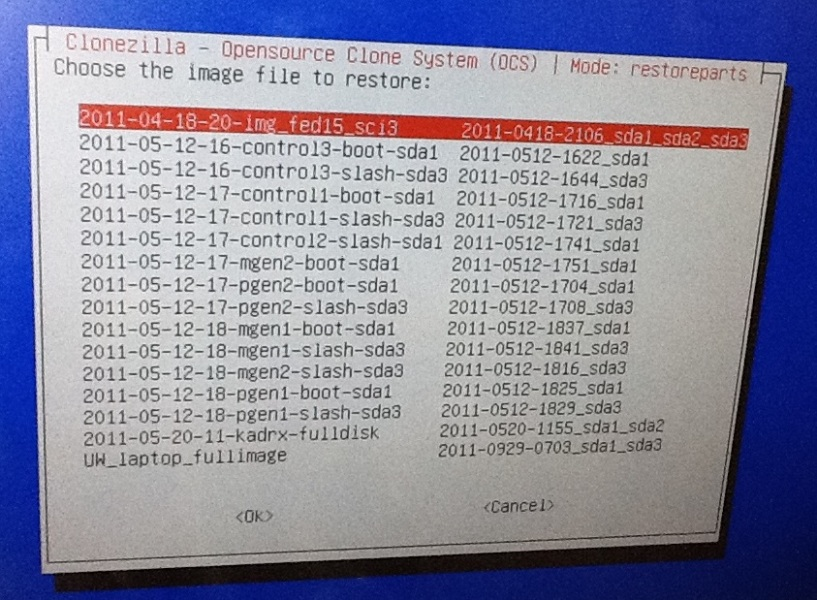 Clonezilla - Opensource Clone System (OCS) | Mode: restoreparts
Choose the image file to restore:
2011-04-18-20-img_fed15_sci3 2011-0418-2106_sda1_sda2_sda3
2011-05-12-16-control3-boot-sda1 2011-0512-1622_sda1
2011-05-12-16-control3-slash-sda3 2011-0512-1644_sda3
2011-05-12-17-control1-boot-sda1 2011-0512-1716_sda1
2011-05-12-17-control1-slash-sda3 2011-0512-1721_sda3
2011-05-12-17-control2-slash-sda1 2011-0512-1741_sda1
2011-05-12-17-mgen2-boot-sda1 2011-0512-1751_sda1
2011-05-12-17-pgen2-boot-sda1 2011-0512-1704_sda1
2011-05-12-17-pgen2-slash-sda3 2011-0512-1708_sda3
2011-05-12-18-mgen1-boot-sda1 2011-0512-1837_sda1
2011-05-12-18-mgen1-slash-sda3 2011-0512-1841_sda3
2011-05-12-18-mgen2-slash-sda3 2011-0512-1816_sda3
2011-05-12-18-pgen1-boot-sda1 2011-0512-1825_sda1
2011-05-12-18-pgen1-slash-sda3 2011-0512-1829_sda3
2011-05-20-11-kadrx-fulldisk 2011-0520-1155_sda1_sda2
UW_laptop_fullimage 2011-0929-0703_sda1_sda3
<Ok> <Cancel>